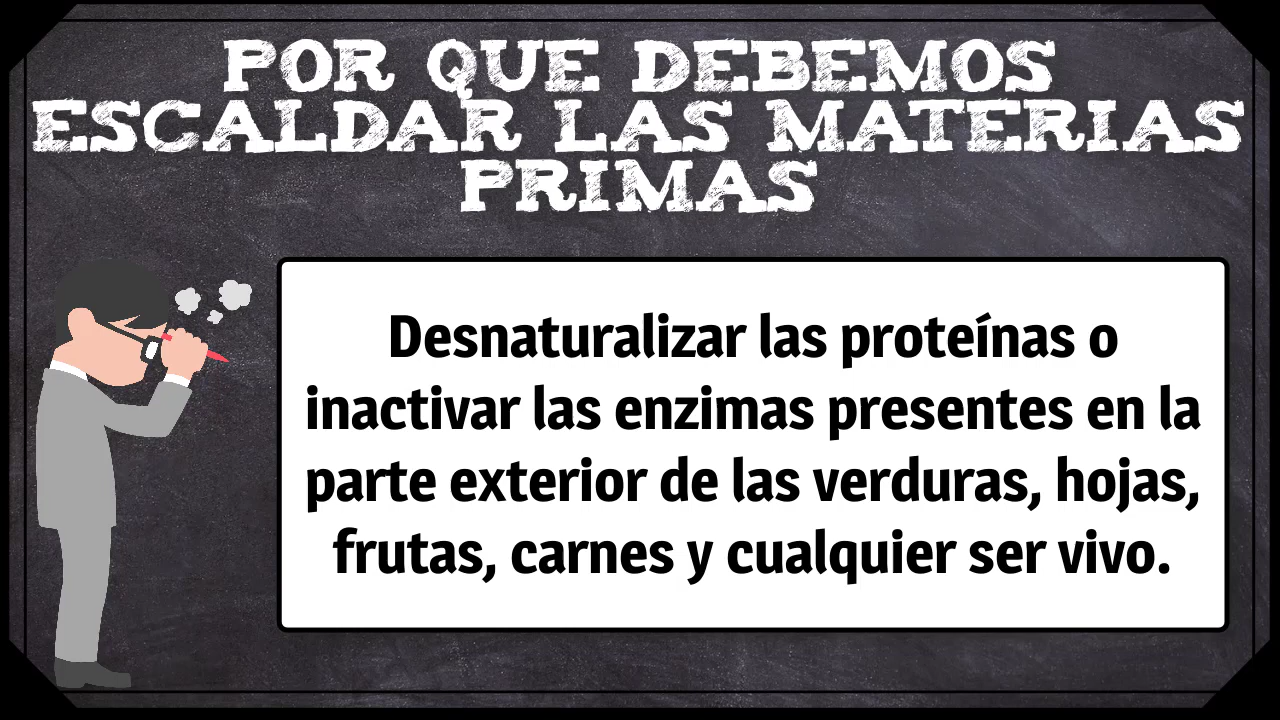 POR QUE DEBEMOS
ESCALDAR LAS MATERIAS
PRIMAS
Desnaturalizar las proteínas o
inactivar las enzimas presentes en la
parte exterior de las verduras, hojas,
frutas, carnes y cualquier ser vivo.